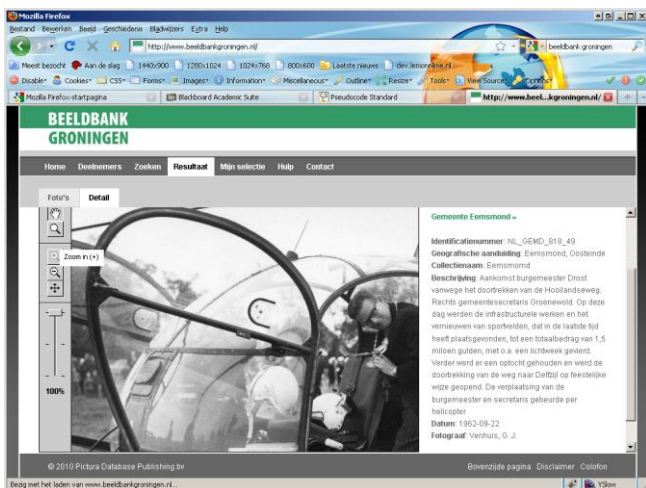 Mozilla Firefox
Bestand Bewerken Beeld Geschiedenis Bladwijzers Extra Help
http://www.beeldbankgroningen.nl/
beeldbank groningen
Meest bezocht Aan de slag 1440x900 1280x1024 1024x768 800x600 Laatste nieuws dev.lemonline.nl
Disable Cookies CSS Forms Images Information Miscellaneous Outline Resize Tools View Source Options
Mozilla Firefox-startpagina Blackboard Academic Suite Pseudocode Standard http://www.beel...kgroningen.nl/
BEELDBANK
GRONINGEN
Home Deelnemers Zoeken Resultaat Mijn selectie Hulp Contact
Foto's Detail
Zoom in (+)
100%
Gemeente Eemsmond »
Identificatienummer: NL_GEMD_818_49
Geografische aanduiding: Eemsmond, Oosteinde
Collectienaam: Eemsmomd
Beschrijving: Aankomst burgemeester Drost
vanwege het doortrekken van de Hooilandseweg.
Rechts gemeentesecretaris Groenewold. Op deze
dag werden de infrastructurele werken en het
vernieuwen van sportvelden, dat in de laatste tijd
heeft plaatsgevonden, tot een totaalbedrag van 1,5
miloen gulden, met o.a. een lichtweek gevierd.
Verder werd er een optocht gehouden en werd de
doortrekking van de weg naar Delfzijl op feestelijke
wijze geopend. De verplaatsing van de
burgemeester en secretaris gebeurde per
helicopter
Datum: 1962-09-22
Fotograaf: Venhuis, G. J.
© 2010 Pictura Database Publishing bv
Bovenzijde pagina Disclaimer Colofon
Bezig met het laden van www.beeldbankgroningen.nl...
YSlow